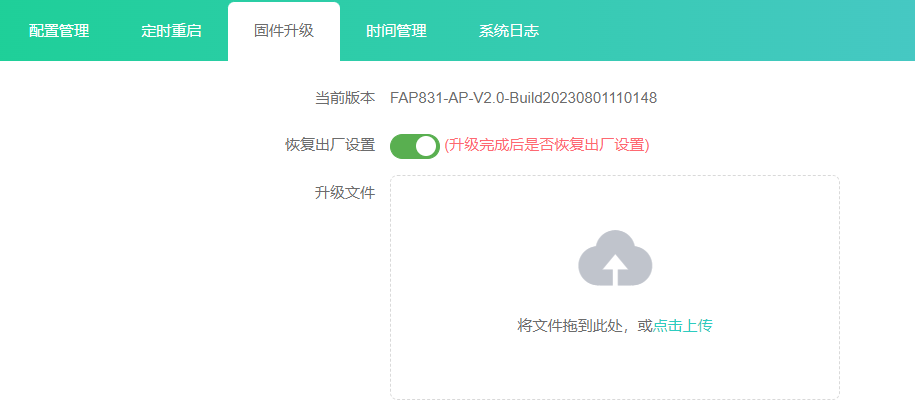 配置管理 定时重启 固件升级 时间管理 系统日志
当前版本 FAP831-AP-V2.0-Build20230801110148
恢复出厂设置 (升级完成后是否恢复出厂设置)
升级文件
将文件拖到此处，或点击上传